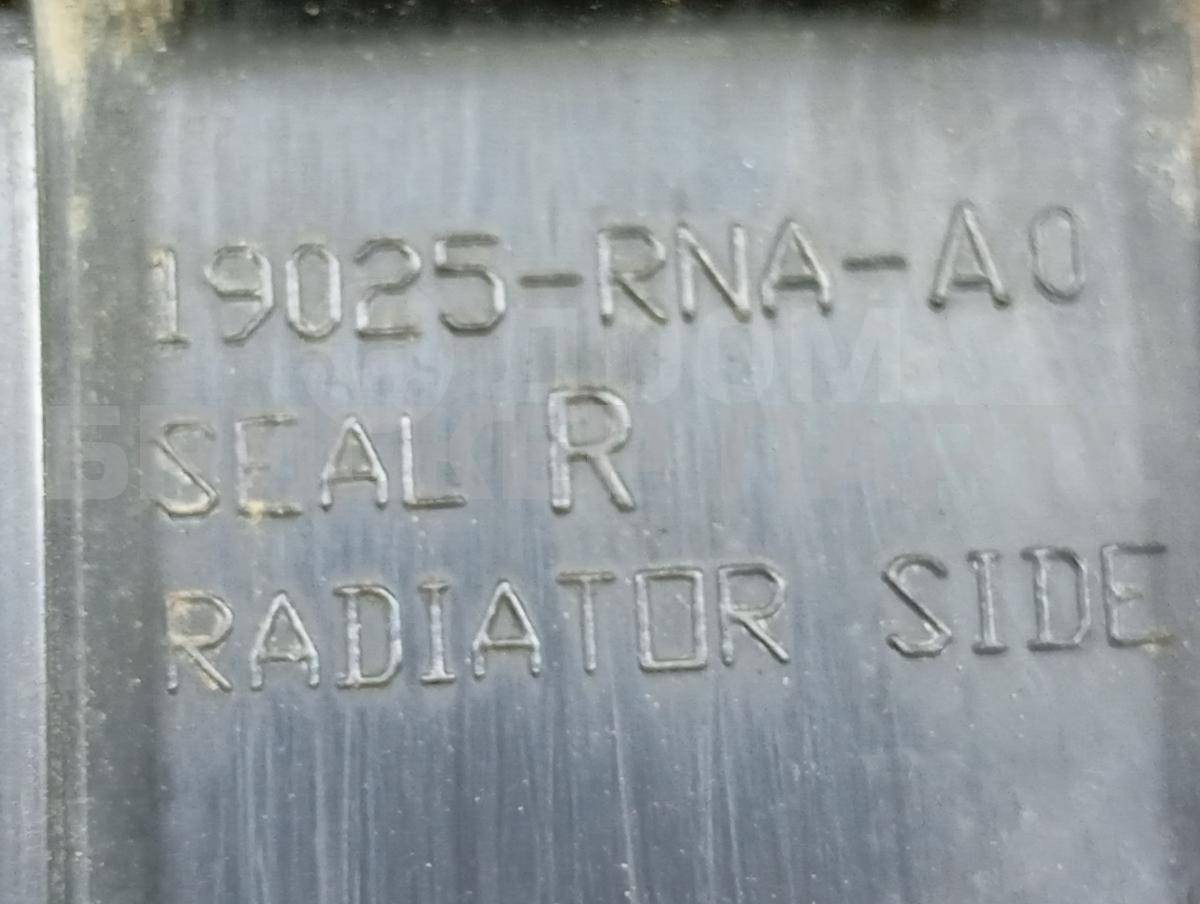 19025-RNA-A0
SEAL R
RADIATOR SIDE